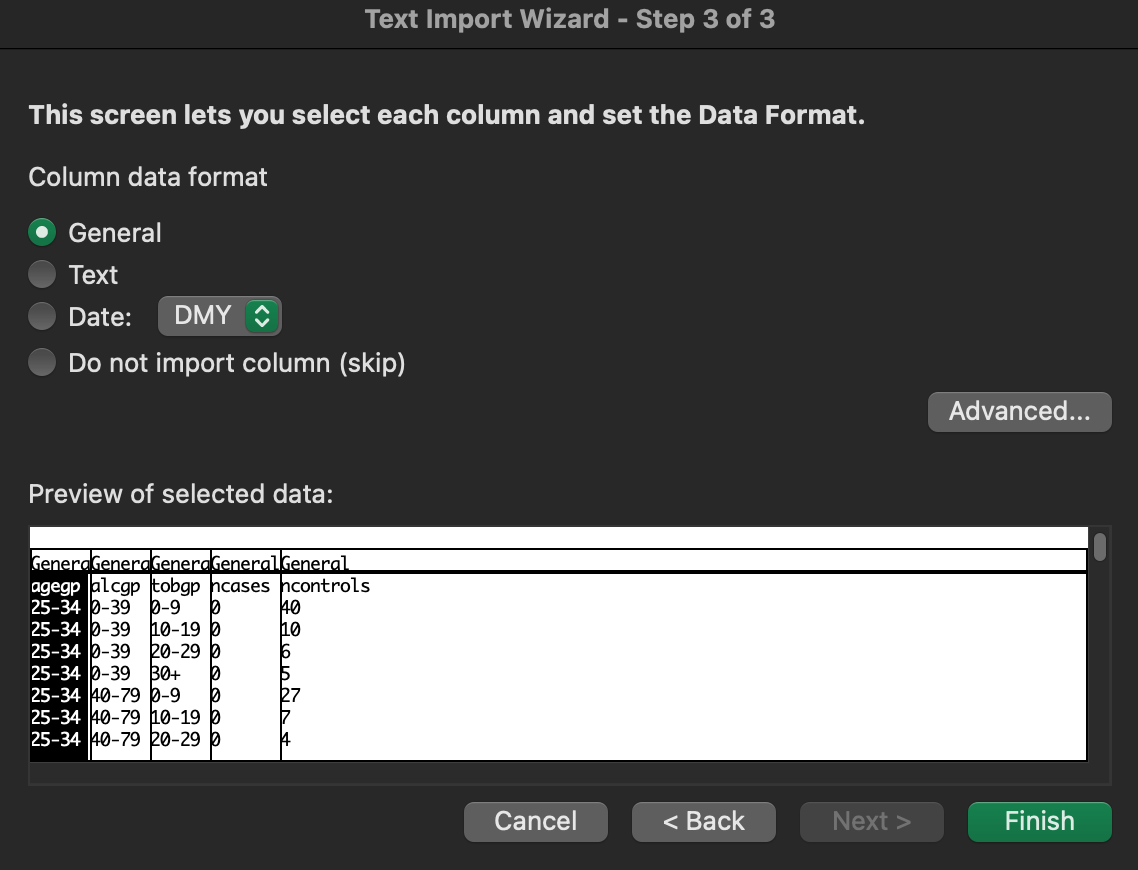 Text Import Wizard - Step 3 of 3
This screen lets you select each column and set the Data Format.
Column data format
General
Text
Date: DMY
Do not import column (skip)
Advanced...
Preview of selected data:
Genera Genera Genera General General
agegp alcgp tobgp ncases ncontrols
25-34 0-39 0-9 0 40
25-34 0-39 10-19 0 10
25-34 0-39 20-29 0 6
25-34 0-39 30+ 0 5
25-34 40-79 0-9 0 27
25-34 40-79 10-19 0 7
25-34 40-79 20-29 0 4
Cancel < Back Next > Finish